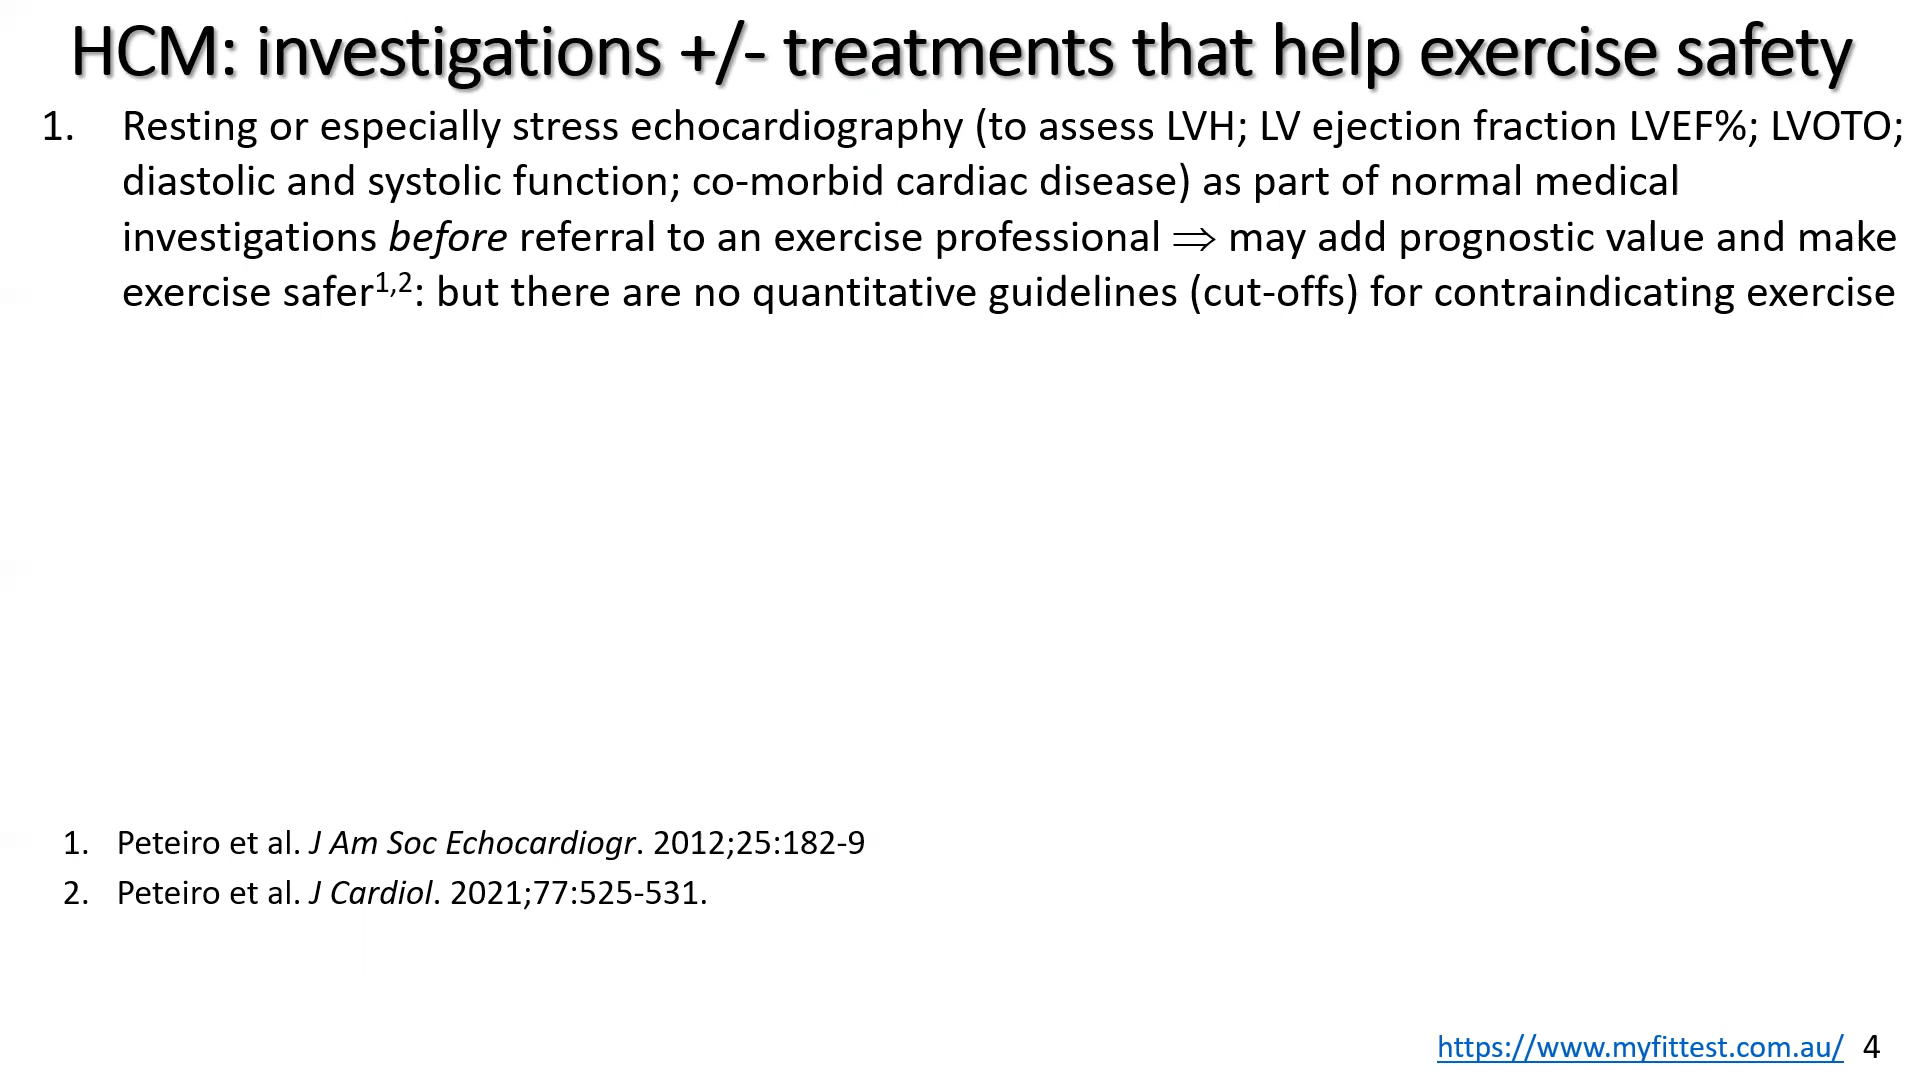 HCM: investigations +/- treatments that help exercise safety
1. Resting or especially stress echocardiography (to assess LVH; LV ejection fraction LVEF%; LVOTO;
diastolic and systolic function; co-morbid cardiac disease) as part of normal medical
investigations before referral to an exercise professional ⇒ may add prognostic value and make
exercise safer1,2: but there are no quantitative guidelines (cut-offs) for contraindicating exercise
1. Peteiro et al. J Am Soc Echocardiogr. 2012;25:182-9
2. Peteiro et al. J Cardiol. 2021;77:525-531.
https://www.myfittest.com.au/ 4